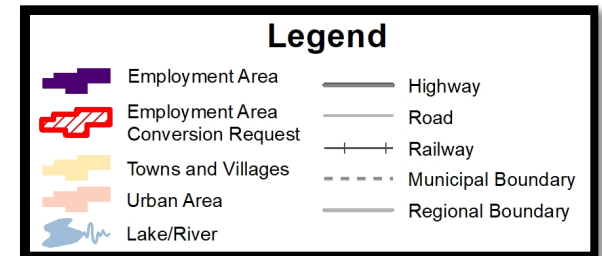 Legend
Employment Area
Employment Area
Conversion Request
Towns and Villages
Urban Area
Lake/River
Highway
Road
Railway
Municipal Boundary
Regional Boundary